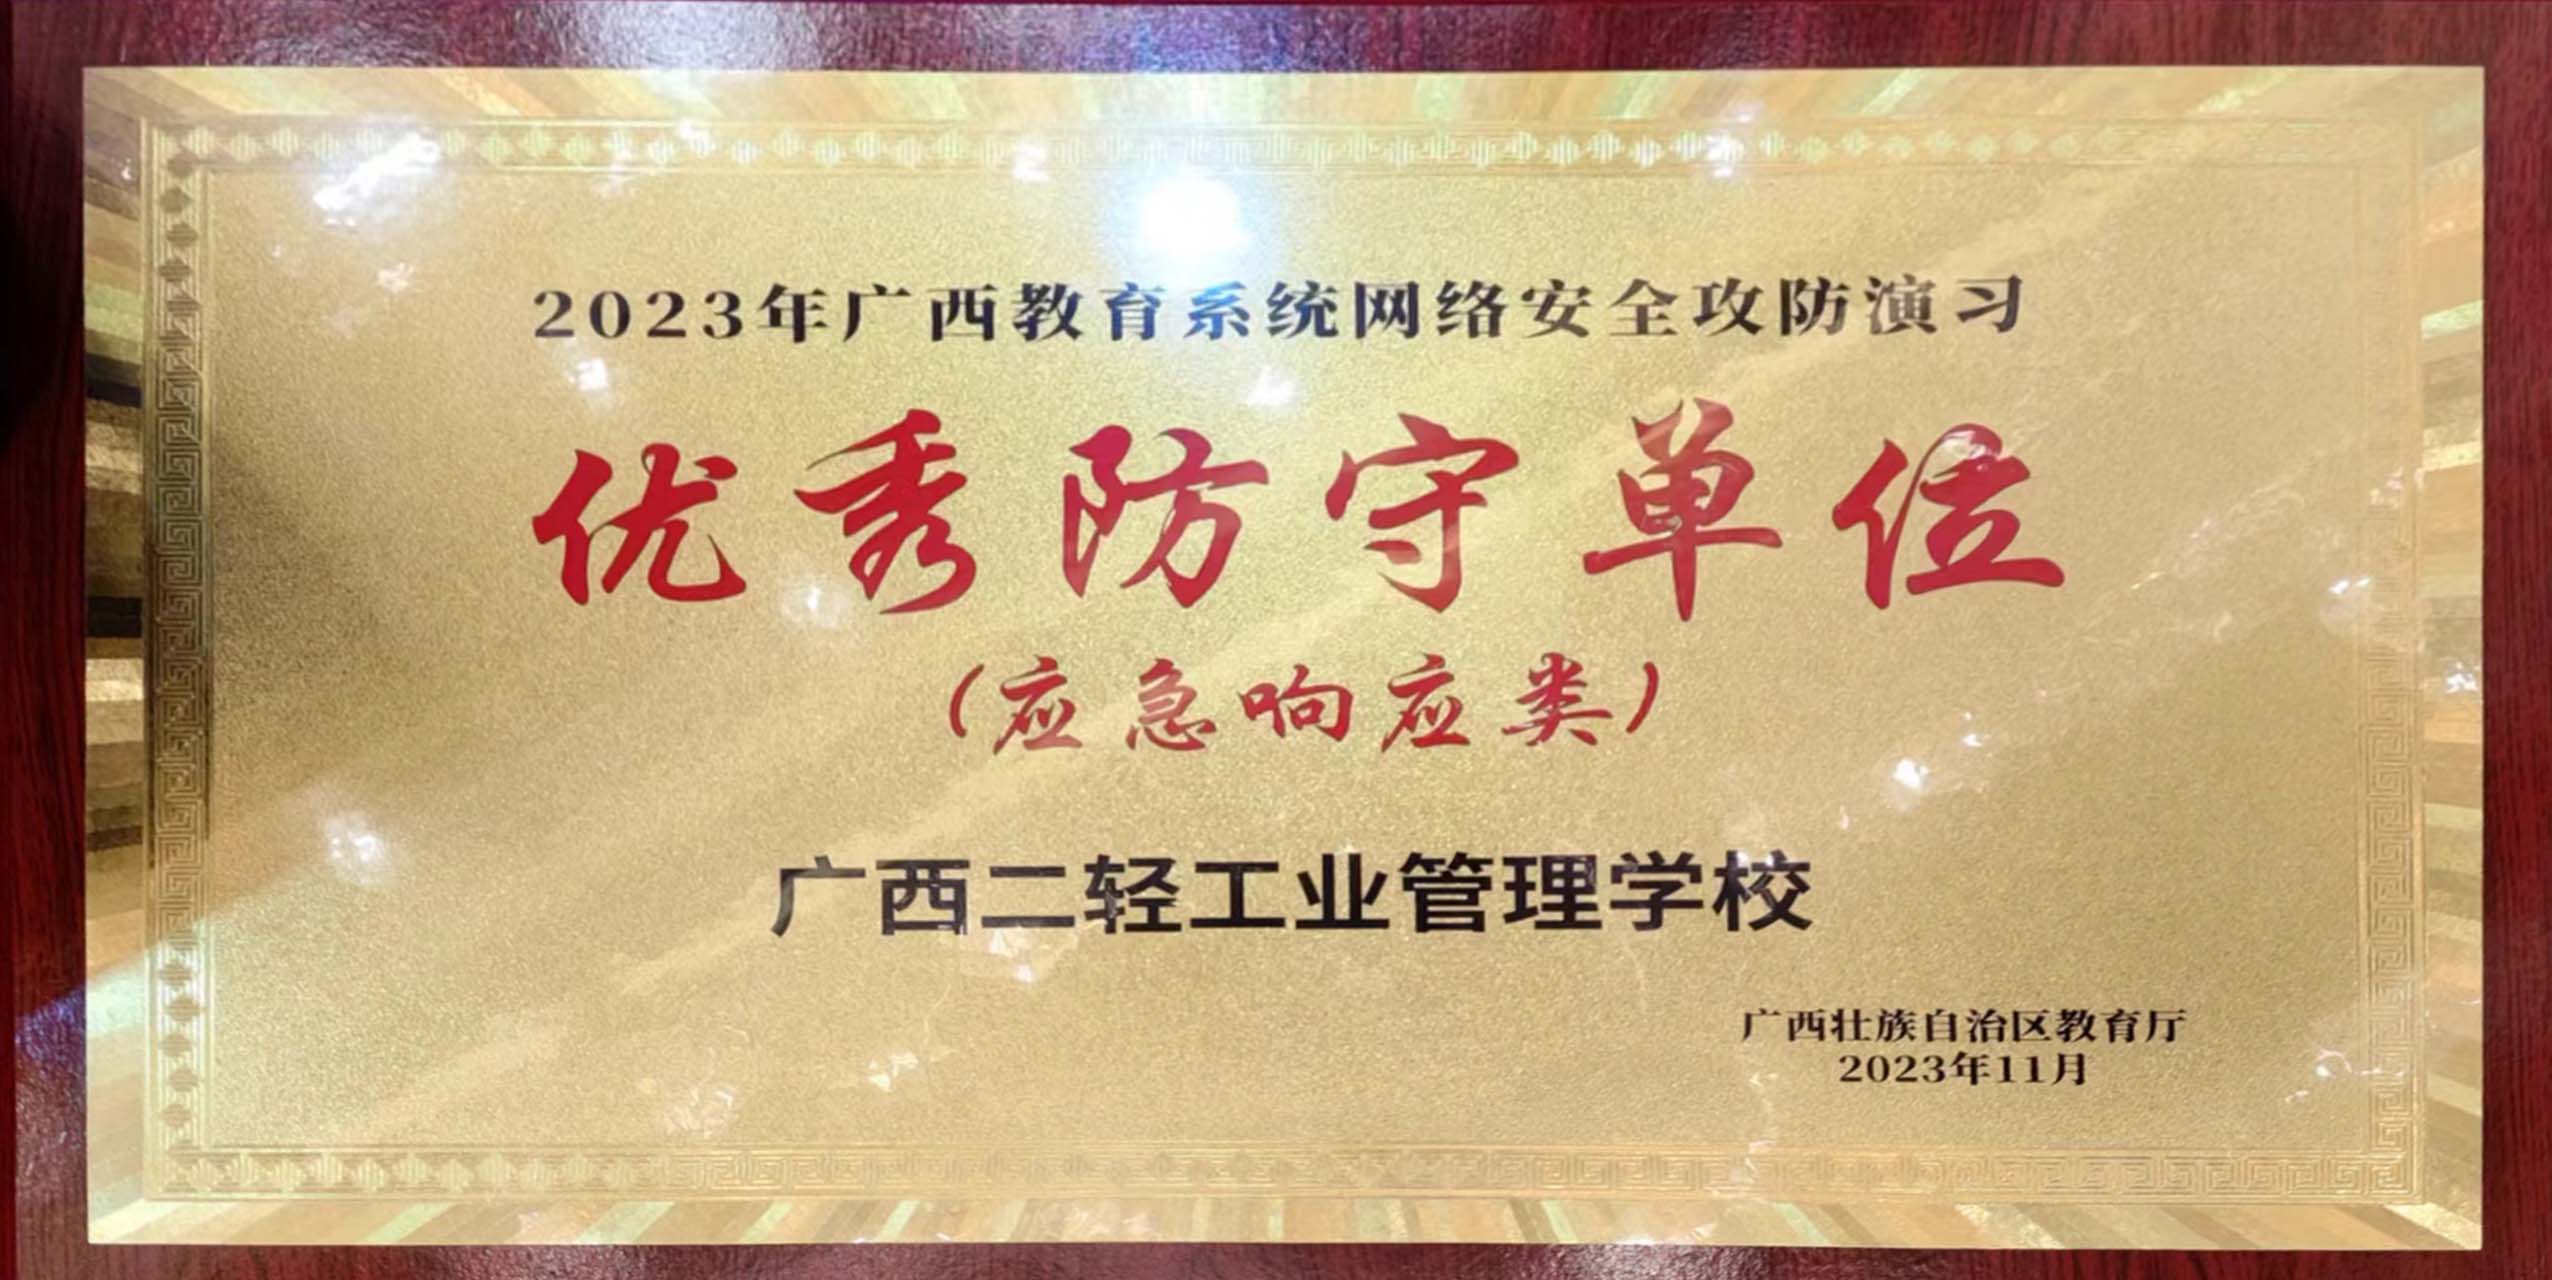 2023年广西教育系统网络安全攻防演习
优秀防守单位
（应急响应类）
广西二轻工业管理学校
广西壮族自治区教育厅
2023年11月